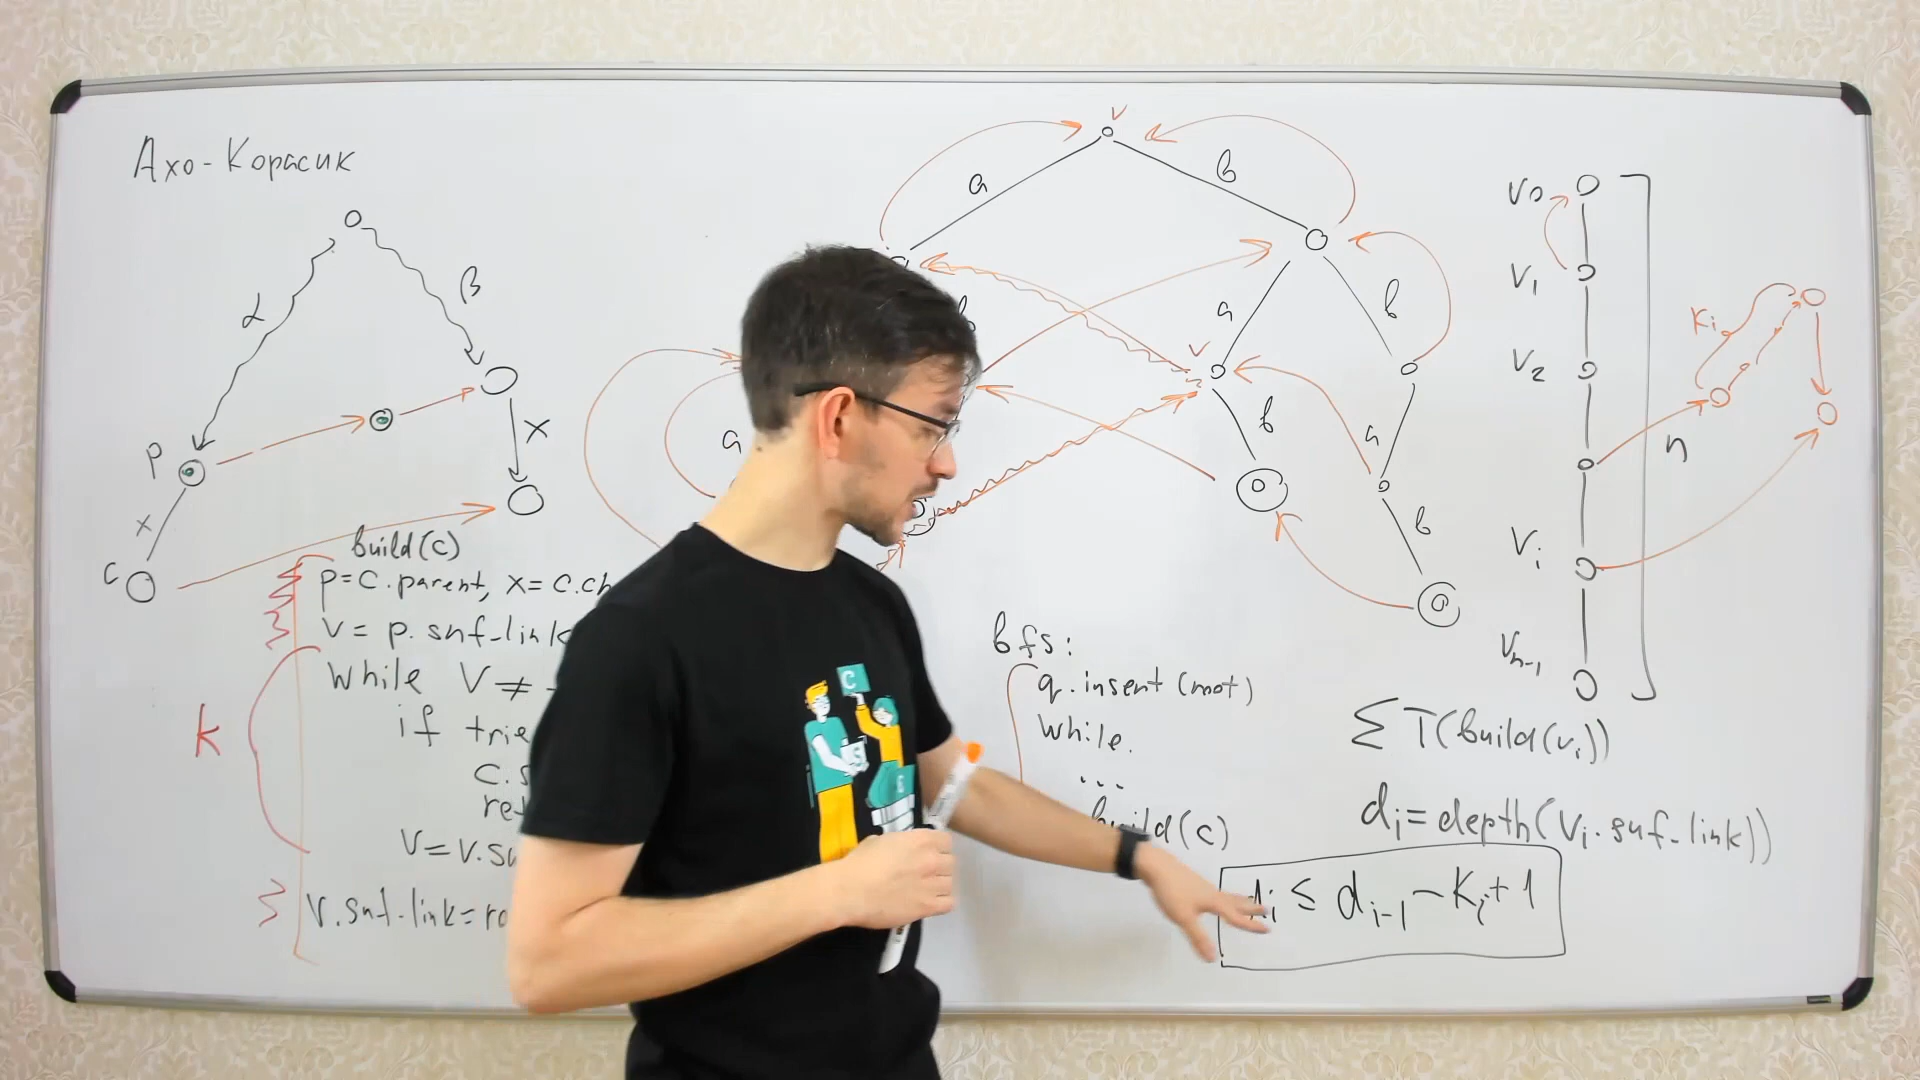 Ахо-Корасик
α
β
p
x
x
c
build(c)
p=c.parent, x=c.ch
v= p.suf-link
while v≠
if trie
c.s
ret
v=v.su
v.suf-link=ro
k
v
a
b
b
v
a
b
a
b
a
b
bfs:
q.insert(root)
while.
...
build(c)
v0
v1
v2
vi
vn-1
n
ki
Σ T(build(vi))
di=depth(vi.suf-link))
di ≤ di-1 - ki + 1
C